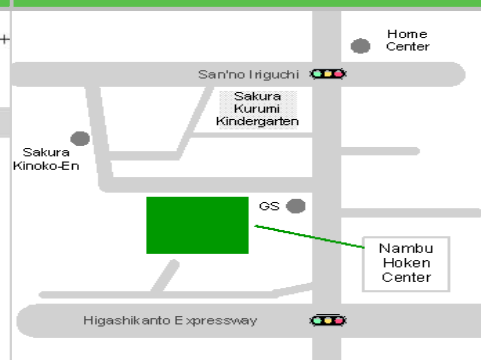 Home
Center
San'no Iriguchi
Sakura
Kurumi
Kindergarten
Sakura
Kinoko-En
GS
Nambu
Hoken
Center
Higashikanto Expressway